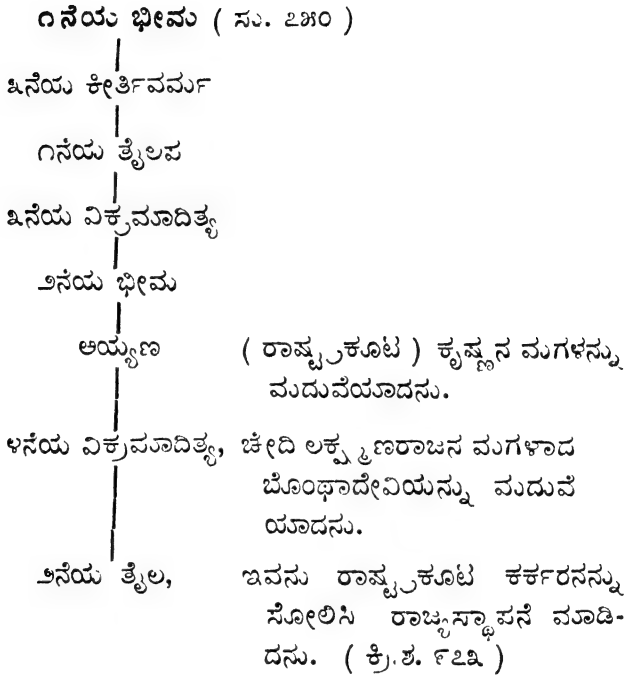 ೧ನೆಯ ಭೀಮ ( ಸು. ೭೫೦ )
೩ನೆಯ ಕೀರ್ತಿವರ್ಮ
೧ನೆಯ ತೈಲಪ
೩ನೆಯ ವಿಕ್ರಮಾದಿತ್ಯ
೨ನೆಯ ಭೀಮ
ಅಯ್ಯಣ ( ರಾಷ್ಟ್ರಕೂಟ ) ಕೃಷ್ಣನ ಮಗಳನ್ನು
ಮದುವೆಯಾದನು.
೪ನೆಯ ವಿಕ್ರಮಾದಿತ್ಯ, ಚೇದಿ ಲಕ್ಷ್ಮಣರಾಜನ ಮಗಳಾದ
ಬೊಂಥಾದೇವಿಯನ್ನು ಮದುವೆ
ಯಾದನು.
೨ನೆಯ ತೈಲ, ಇವನು ರಾಷ್ಟ್ರಕೂಟ ಕರ್ಕರನನ್ನು
ಸೋಲಿಸಿ ರಾಜ್ಯಸ್ಥಾಪನೆ ಮಾಡಿ-
ದನು. ( ಕ್ರಿ.ಶ. ೯೭೩ )